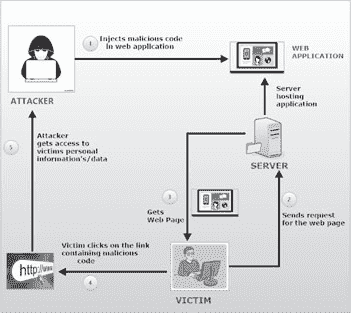 1
Injects malicious code
in web application
WEB
APPLICATION
ATTACKER
Server
hosting
application
Attacker
gets access to
victims personal
information's/data
5
SERVER
3
2
Gets
Web Page
Sends request
for the web page
Victim clicks on the link
containing malicious
code
http://www
4
VICTIM